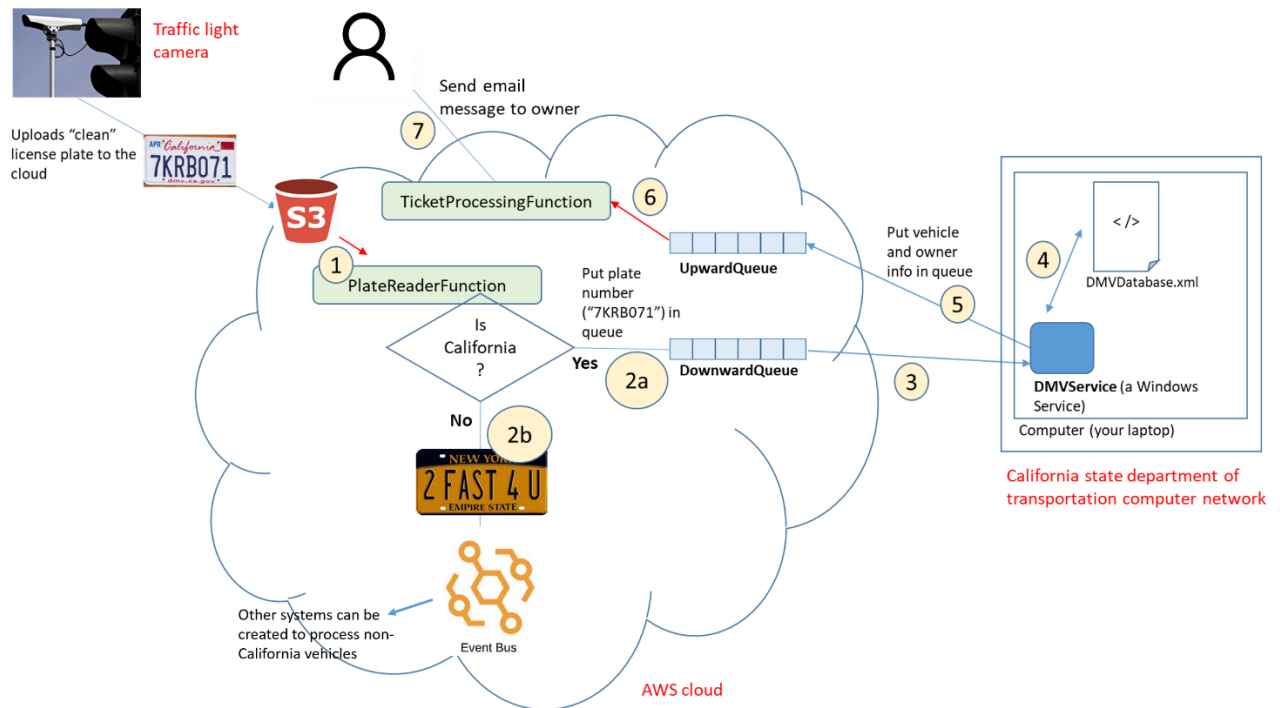 Traffic light
camera
Uploads “clean”
license plate to the
cloud
APR California
7KRB071
dmv.ca.gov
Send email
message to owner
7
S3
1
TicketProcessingFunction
6
PlateReaderFunction
UpwardQueue
Put plate
number
(“7KRB071”) in
queue
Is
California
?
Yes
2a
DownwardQueue
3
Put vehicle
and owner
info in queue
5
4
< / >
DMVDatabase.xml
DMVService (a Windows
Service)
Computer (your laptop)
California state department of
transportation computer network
No
2b
NEW YOR
2 FAST 4 U
EMPIRE STATE
Event Bus
Other systems can be
created to process non-
California vehicles
AWS cloud